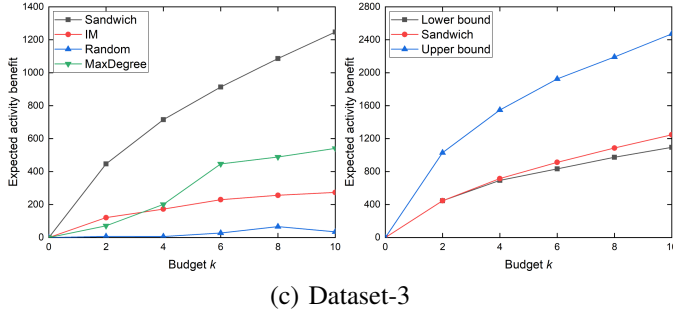 1400
1200
1000
800
600
400
200
0
Expected activity benefit
Sandwich
IM
Random
MaxDegree
0 2 4 6 8 10
Budget k
2800
2400
2000
1600
1200
800
400
0
Expected activity benefit
Lower bound
Sandwich
Upper bound
0 2 4 6 8 10
Budget k
(c) Dataset-3